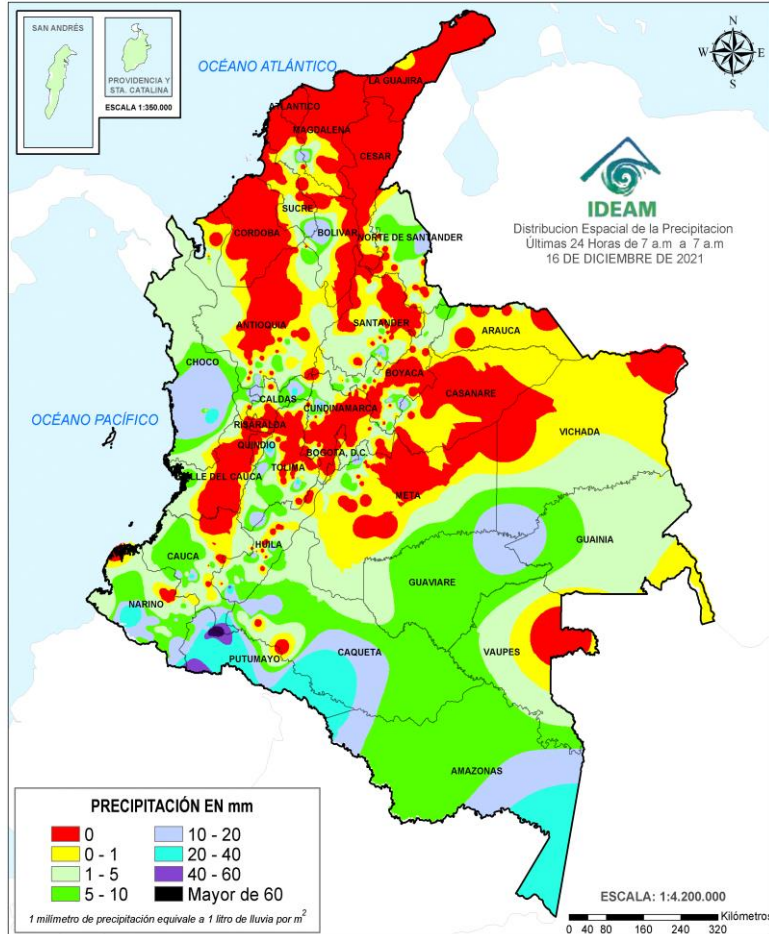 SAN ANDRÉS
PROVIDENCIA Y
STA. CATALINA
ESCALA 1:350.000
OCÉANO ATLÁNTICO
N
W
E
S
IDEAM
Distribucion Espacial de la Precipitacion
Últimas 24 Horas de 7 a.m a 7 a.m
16 DE DICIEMBRE DE 2021
LA GUAJIRA
ATLANTICO
MAGDALENA
CESAR
SUCRE
CORDOBA
BOLIVAR
NORTE DE SANTANDER
ANTIOQUIA
SANTANDER
ARAUCA
CHOCO
BOYACA
CASANARE
CALDAS
CUNDINAMARCA
OCÉANO PACÍFICO
RISARALDA
VICHADA
QUINDIO
BOGOTA, D.C.
TOLIMA
VALLE DEL CAUCA
META
HUILA
GUAINIA
CAUCA
GUAVIARE
NARINO
CAQUETA
VAUPES
PUTUMAYO
AMAZONAS
PRECIPITACIÓN EN mm
0
10 - 20
0 - 1
20 - 40
1 - 5
40 - 60
5 - 10
Mayor de 60
1 milímetro de precipitación equivale a 1 litro de lluvia por m2
ESCALA: 1:4.200.000
Kilómetros
0 40 80 160 240 320